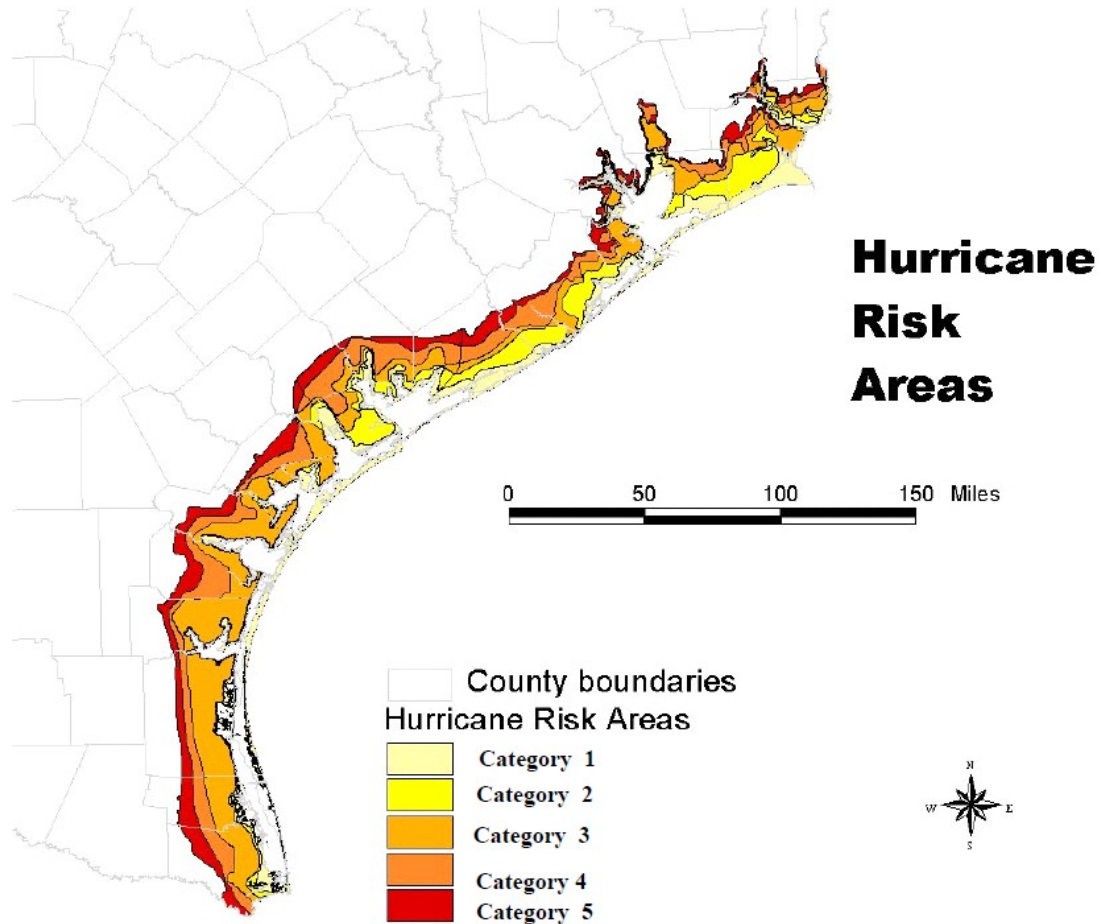 Hurricane
Risk
Areas
0 50 100 150 Miles
County boundaries
Hurricane Risk Areas
Category 1
Category 2
Category 3
Category 4
Category 5
N
W E
S